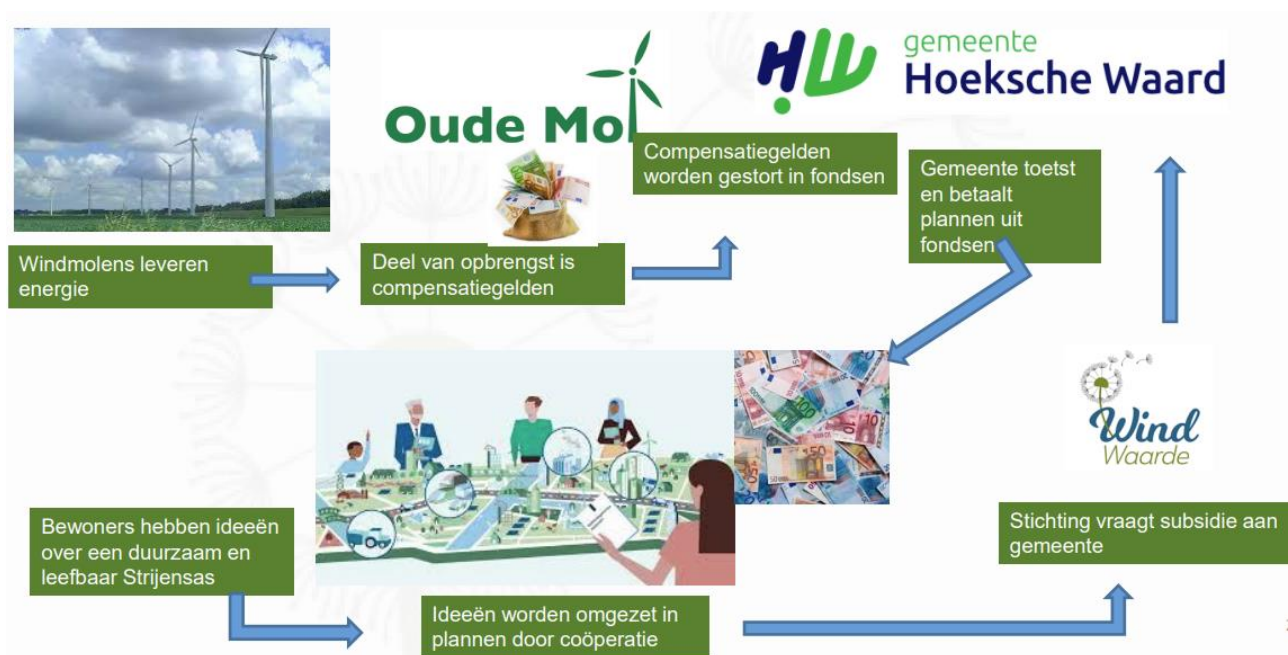 gemeente
Hoeksche Waard
Oude Mol
Compensatiegelden
worden gestort in fondsen
Gemeente toetst
en betaalt
plannen uit
fondsen
Windmolens leveren
energie
Deel van opbrengst is
compensatiegelden
Wind
Waarde
Bewoners hebben ideeën
over een duurzaam en
leefbaar Strijensas
Stichting vraagt subsidie aan
gemeente
Ideeën worden omgezet in
plannen door coöperatie